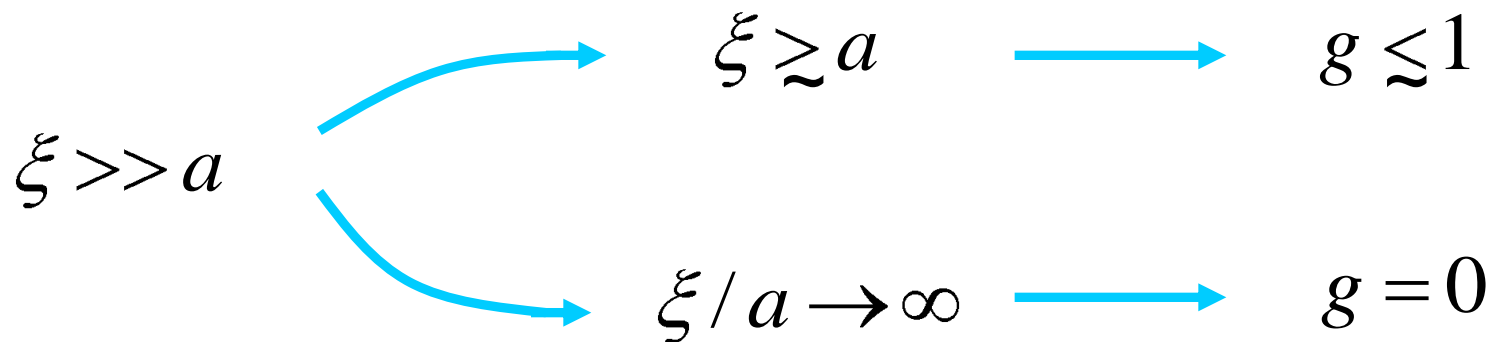 ξ ≳ a g ≲ 1
ξ >> a
ξ / a → ∞ g = 0